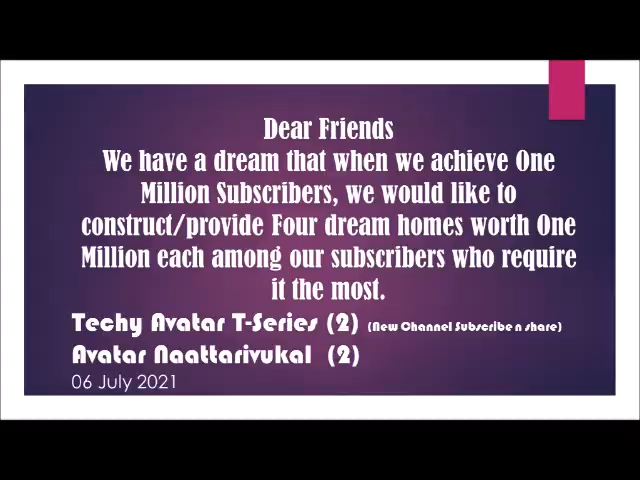 Dear Friends
We have a dream that when we achieve One
Million Subscribers, we would like to
construct/provide Four dream homes worth One
Million each among our subscribers who require
it the most.
Techy Avatar T-Series (2) (New Channel Subscribe n share)
Avatar Naattarivukal (2)
06 July 2021